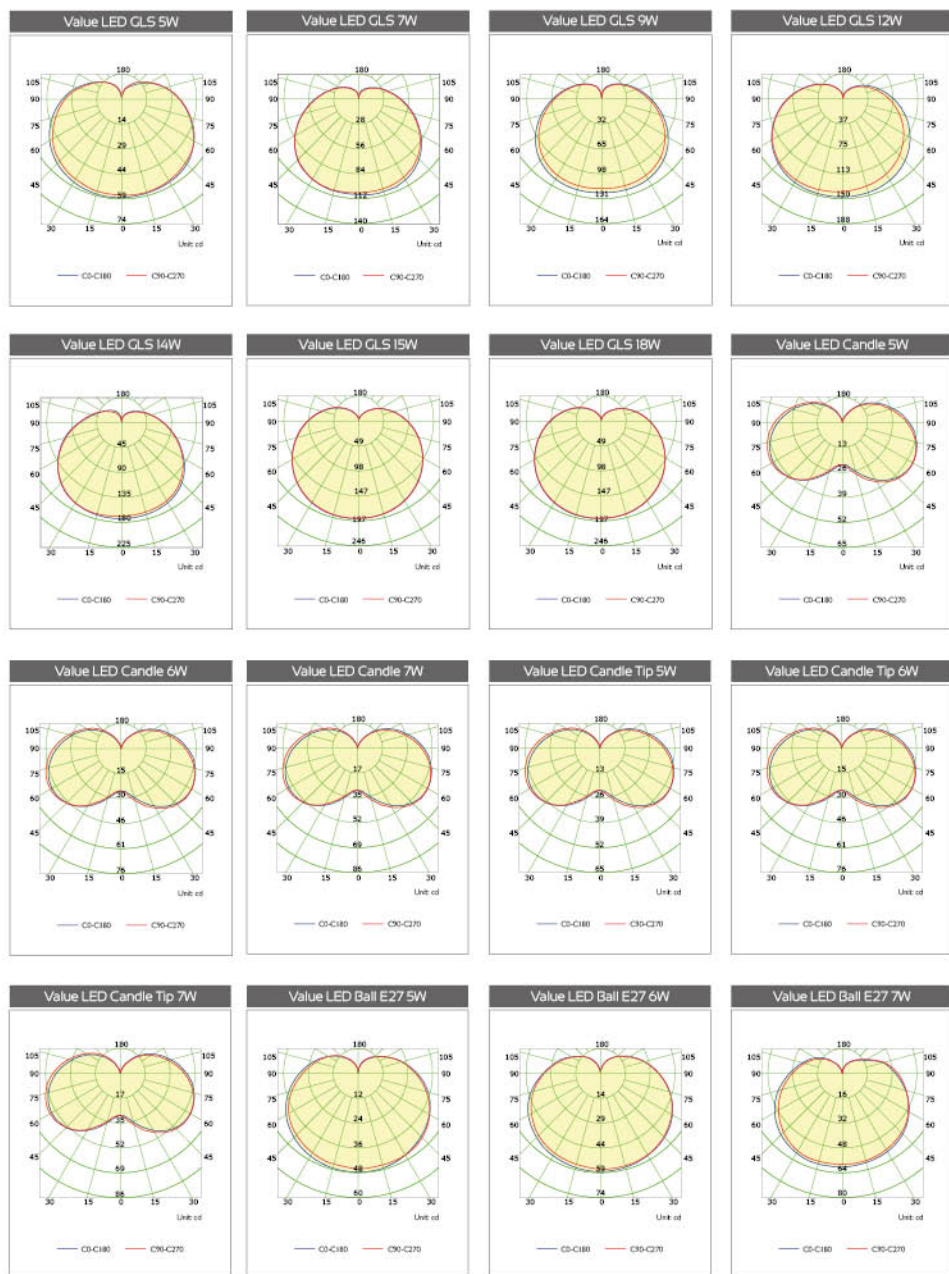 Value LED GLS 5W
180
105 105
90 90
14
75 75
29
60 60
44
45 45
59
74
30 15 0 15 30
Unit: cd
C0-C180 C90-C270
Value LED GLS 7W
180
105 105
90 90
28
75 75
56
60 60
84
45 45
112
140
30 15 0 15 30
Unit: cd
C0-C180 C90-C270
Value LED GLS 9W
180
105 105
90 90
32
75 75
65
60 60
98
45 45
131
164
30 15 0 15 30
Unit: cd
C0-C180 C90-C270
Value LED GLS 12W
180
105 105
90 90
37
75 75
75
60 60
113
45 45
150
188
30 15 0 15 30
Unit: cd
C0-C180 C90-C270
Value LED GLS 14W
180
105 105
90 90
45
75 75
90
60 60
135
45 45
180
225
30 15 0 15 30
Unit: cd
C0-C180 C90-C270
Value LED GLS 15W
180
105 105
90 90
49
75 75
98
60 60
147
45 45
197
246
30 15 0 15 30
Unit: cd
C0-C180 C90-C270
Value LED GLS 18W
180
105 105
90 90
49
75 75
98
60 60
147
45 45
197
246
30 15 0 15 30
Unit: cd
C0-C180 C90-C270
Value LED Candle 5W
180
105 105
90 90
13
75 75
26
60 60
39
45 45
52
65
30 15 0 15 30
Unit: cd
C0-C180 C90-C270
Value LED Candle 6W
180
105 105
90 90
15
75 75
30
60 60
46
45 45
61
76
30 15 0 15 30
Unit: cd
C0-C180 C90-C270
Value LED Candle 7W
180
105 105
90 90
17
75 75
35
60 60
52
45 45
69
86
30 15 0 15 30
Unit: cd
C0-C180 C90-C270
Value LED Candle Tip 5W
180
105 105
90 90
13
75 75
26
60 60
39
45 45
52
65
30 15 0 15 30
Unit: cd
C0-C180 C90-C270
Value LED Candle Tip 6W
180
105 105
90 90
15
75 75
30
60 60
46
45 45
61
76
30 15 0 15 30
Unit: cd
C0-C180 C90-C270
Value LED Candle Tip 7W
180
105 105
90 90
17
75 75
35
60 60
52
45 45
69
86
30 15 0 15 30
Unit: cd
C0-C180 C90-C270
Value LED Ball E27 5W
180
105 105
90 90
12
75 75
24
60 60
36
45 45
48
60
30 15 0 15 30
Unit: cd
C0-C180 C90-C270
Value LED Ball E27 6W
180
105 105
90 90
14
75 75
29
60 60
44
45 45
59
74
30 15 0 15 30
Unit: cd
C0-C180 C90-C270
Value LED Ball E27 7W
180
105 105
90 90
16
75 75
32
60 60
48
45 45
64
80
30 15 0 15 30
Unit: cd
C0-C180 C90-C270